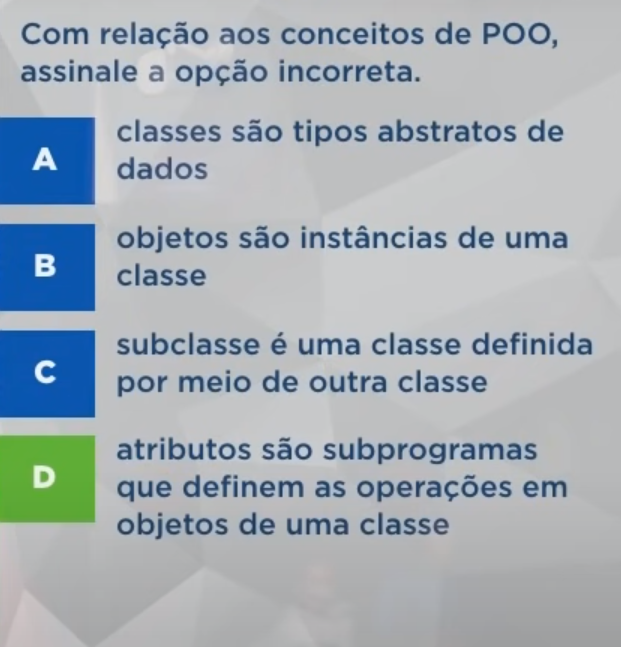 Com relação aos conceitos de POO,
assinale a opção incorreta.
A
classes são tipos abstratos de
dados
B
objetos são instâncias de uma
classe
C
subclasse é uma classe definida
por meio de outra classe
D
atributos são subprogramas
que definem as operações em
objetos de uma classe